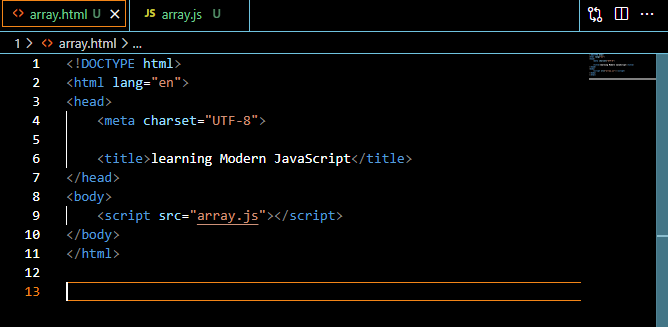 <> array.html U ×
JS array.js U
1 > <> array.html > ...
1 <!DOCTYPE html>
2 <html lang="en">
3 <head>
4     <meta charset="UTF-8">
5
6     <title>learning Modern JavaScript</title>
7 </head>
8 <body>
9     <script src="array.js"></script>
10 </body>
11 </html>
12
13